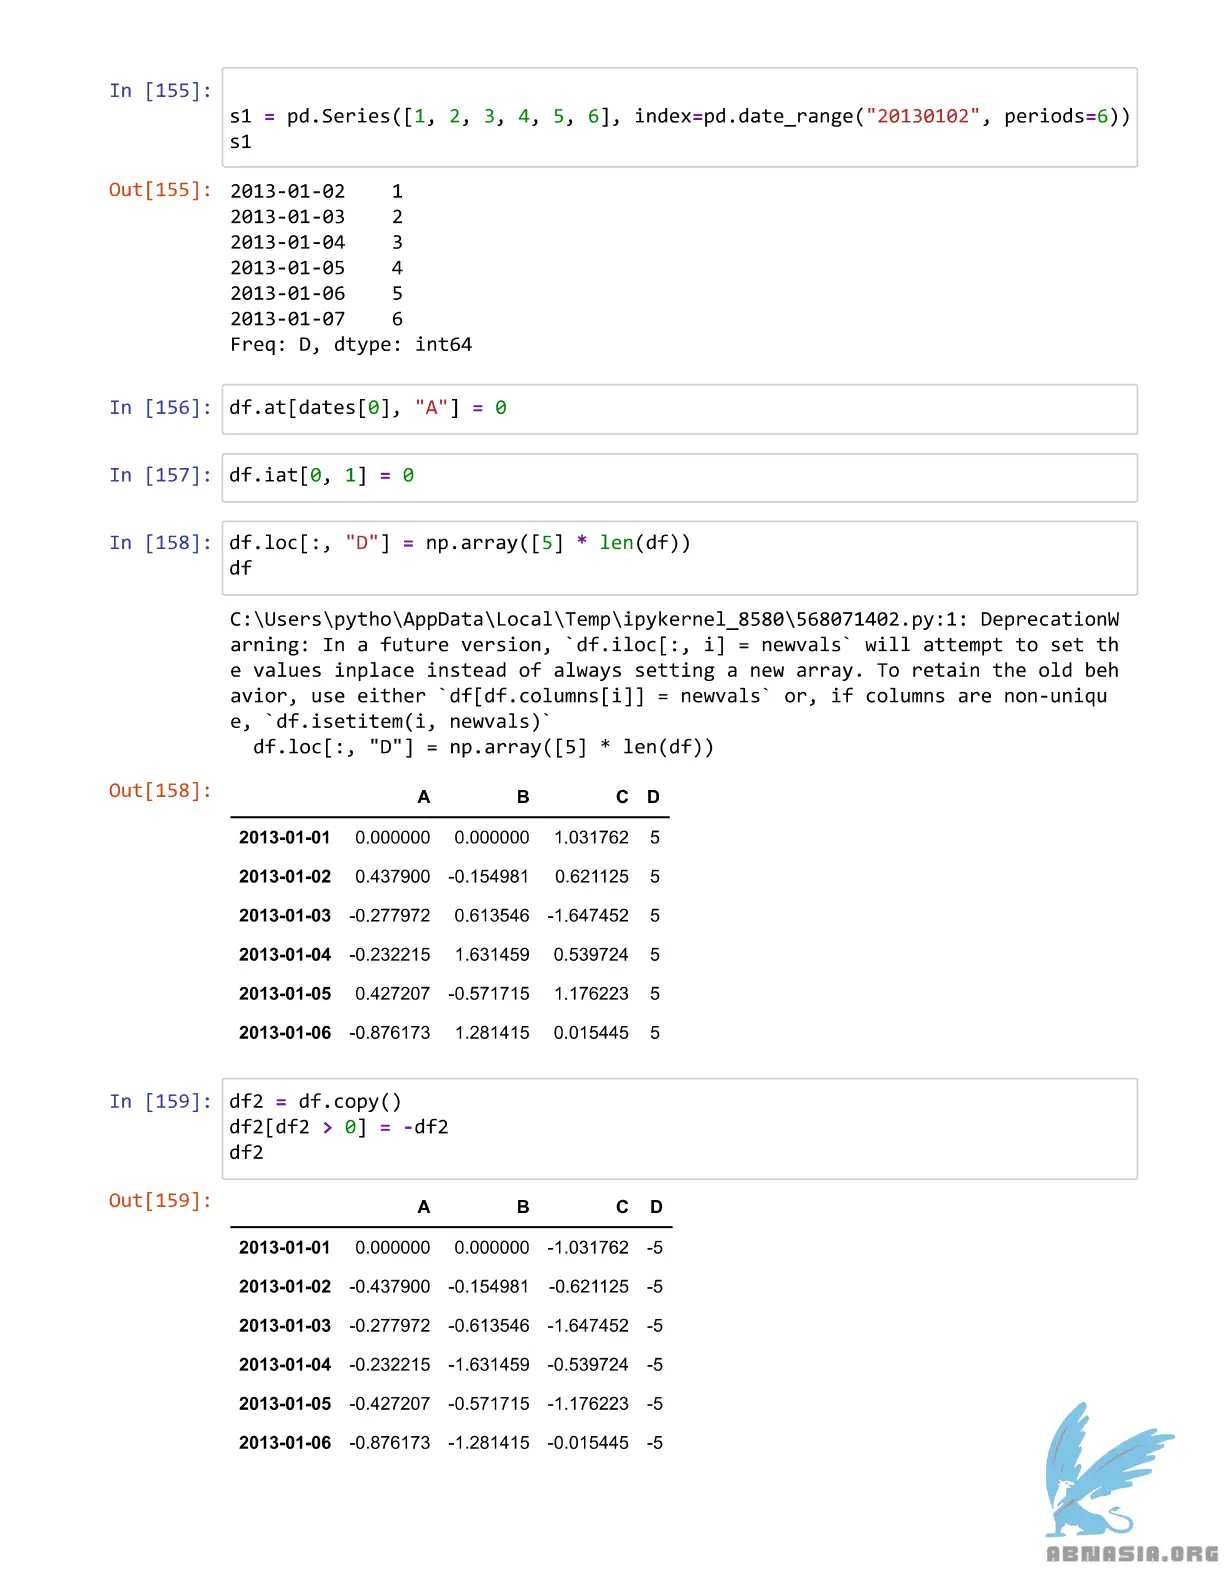 In [155]:
s1 = pd.Series([1, 2, 3, 4, 5, 6], index=pd.date_range("20130102", periods=6))
s1
Out[155]:
2013-01-02    1
2013-01-03    2
2013-01-04    3
2013-01-05    4
2013-01-06    5
2013-01-07    6
Freq: D, dtype: int64
In [156]: df.at[dates[0], "A"] = 0
In [157]: df.iat[0, 1] = 0
In [158]: df.loc[:, "D"] = np.array([5] * len(df))
df
C:\Users\pytho\AppData\Local\Temp\ipykernel_8580\568071402.py:1: DeprecationW
arning: In a future version, `df.iloc[:, i] = newvals` will attempt to set th
e values inplace instead of always setting a new array. To retain the old beh
avior, use either `df[df.columns[i]] = newvals` or, if columns are non-uniqu
e, `df.isetitem(i, newvals)`
  df.loc[:, "D"] = np.array([5] * len(df))
Out[158]:
A B C D
2013-01-01 0.000000 0.000000 1.031762 5
2013-01-02 0.437900 -0.154981 0.621125 5
2013-01-03 -0.277972 0.613546 -1.647452 5
2013-01-04 -0.232215 1.631459 0.539724 5
2013-01-05 0.427207 -0.571715 1.176223 5
2013-01-06 -0.876173 1.281415 0.015445 5
In [159]: df2 = df.copy()
df2[df2 > 0] = -df2
df2
Out[159]:
A B C D
2013-01-01 0.000000 0.000000 -1.031762 -5
2013-01-02 -0.437900 -0.154981 -0.621125 -5
2013-01-03 -0.277972 -0.613546 -1.647452 -5
2013-01-04 -0.232215 -1.631459 -0.539724 -5
2013-01-05 -0.427207 -0.571715 -1.176223 -5
2013-01-06 -0.876173 -1.281415 -0.015445 -5
ABNASIA.ORG